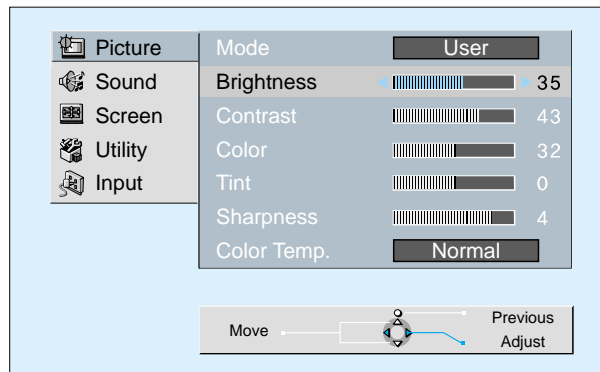 Picture
Sound
Screen
Utility
Input
Mode User
Brightness 35
Contrast 43
Color 32
Tint 0
Sharpness 4
Color Temp. Normal
Move
Previous
Adjust